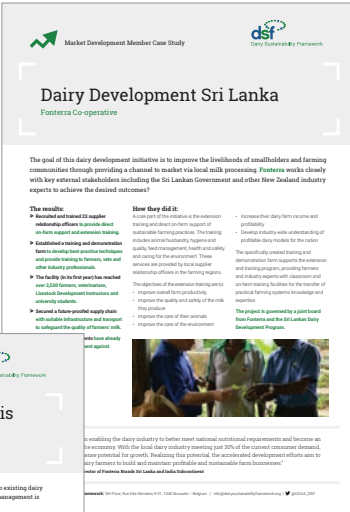 Market Development Member Case Study
dsf
Dairy Sustainability Framework
Dairy Development Sri Lanka
Fonterra Co-operative
The goal of this dairy development initiative is to improve the livelihoods of smallholders and farming
communities through providing a channel to market via local milk processing. Fonterra works closely
with key external stakeholders including the Sri Lankan Government and other New Zealand industry
experts to achieve the desired outcomes?
The results:
➤ Recruited and trained 23 supplier
relationship officers to provide direct
on-farm support and extension training.
➤ Established a training and demonstration
farm to develop best-practice techniques
and provide training to farmers, vets and
other industry professionals.
➤ The facility (in its first year) has reached
over 3,500 farmers, veterinarians,
Livestock Development Instructors and
university students.
➤ Secured a future-proofed supply chain
with suitable infrastructure and transport
to safeguard the quality of farmers' milk.
have already
against
How they did it:
A core part of the initiative is the extension
training and direct on-farm support of
sustainable farming practices. The training
includes animal husbandry, hygiene and
quality, feed management, health and safety
and caring for the environment. These
services are provided by local supplier
relationship officers in the farming regions.
The objectives of the extension training are to:
• Improve overall farm productivity
• Improve the quality and safety of the milk
they produce
• Improve the care of their animals
• Improve the care of the environment
• Increase their dairy farm income and
profitability
• Develop industry-wide understanding of
profitable dairy models for the nation
The specifically created training and
demonstration farm supports the extension
and training program, providing farmers
and industry experts with classroom and
on-farm training facilities for the transfer of
practical farming systems knowledge and
expertise.
The project is governed by a joint board
from Fonterra and the Sri Lankan Dairy
Development Program.
enabling the dairy industry to better meet national nutritional requirements and become an
the economy. With the local dairy industry meeting just 30% of the current consumer demand,
ense potential for growth. Realizing this potential, the accelerated development efforts aim to
airy farmers to build and maintain profitable and sustainable farm businesses."
ector of Fonterra Brands Sri Lanka and India Subcontinent
is
existing dairy
anagement is